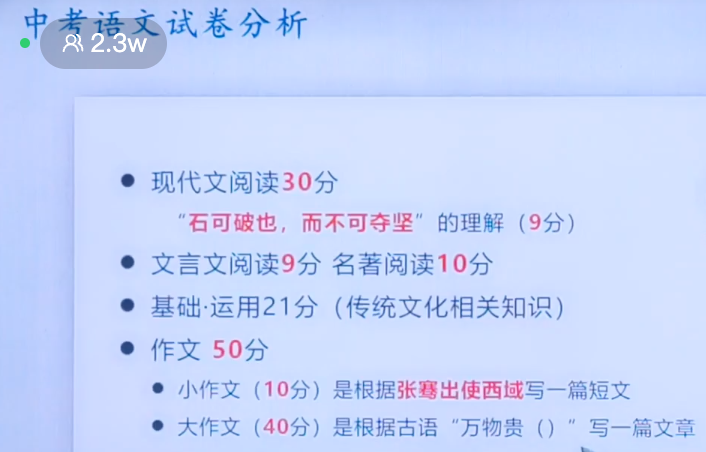 中考语文试卷分析
2.3w
现代文阅读30分
“石可破也，而不可夺坚”的理解（9分）
文言文阅读9分 名著阅读10分
基础·运用21分（传统文化相关知识）
作文 50分
小作文（10分）是根据张骞出使西域写一篇短文
大作文（40分）是根据古语“万物贵（）”写一篇文章